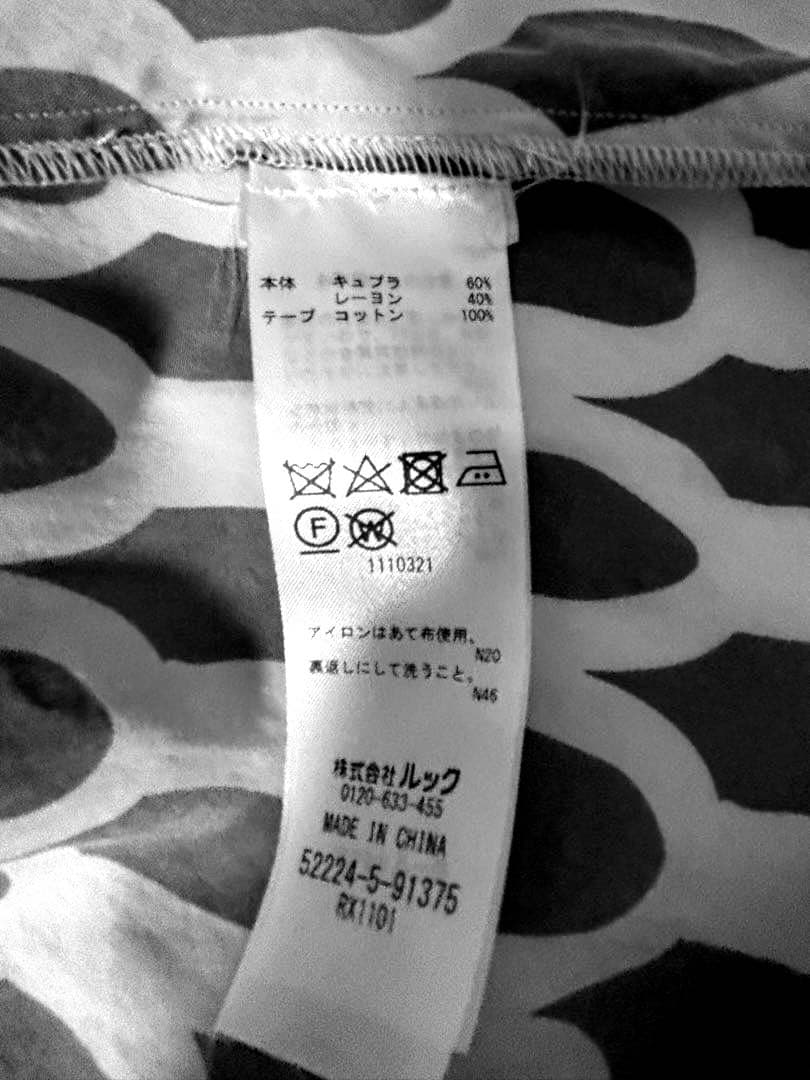 本体 キュプラ 60%
レーヨン 40%
テープ コットン 100%
F W
1110321
アイロンはあて布使用。
N20
裏返しにして洗うこと。
N46
株式会社ルック
0120-633-455
MADE IN CHINA
52224-5-91375
RX1101